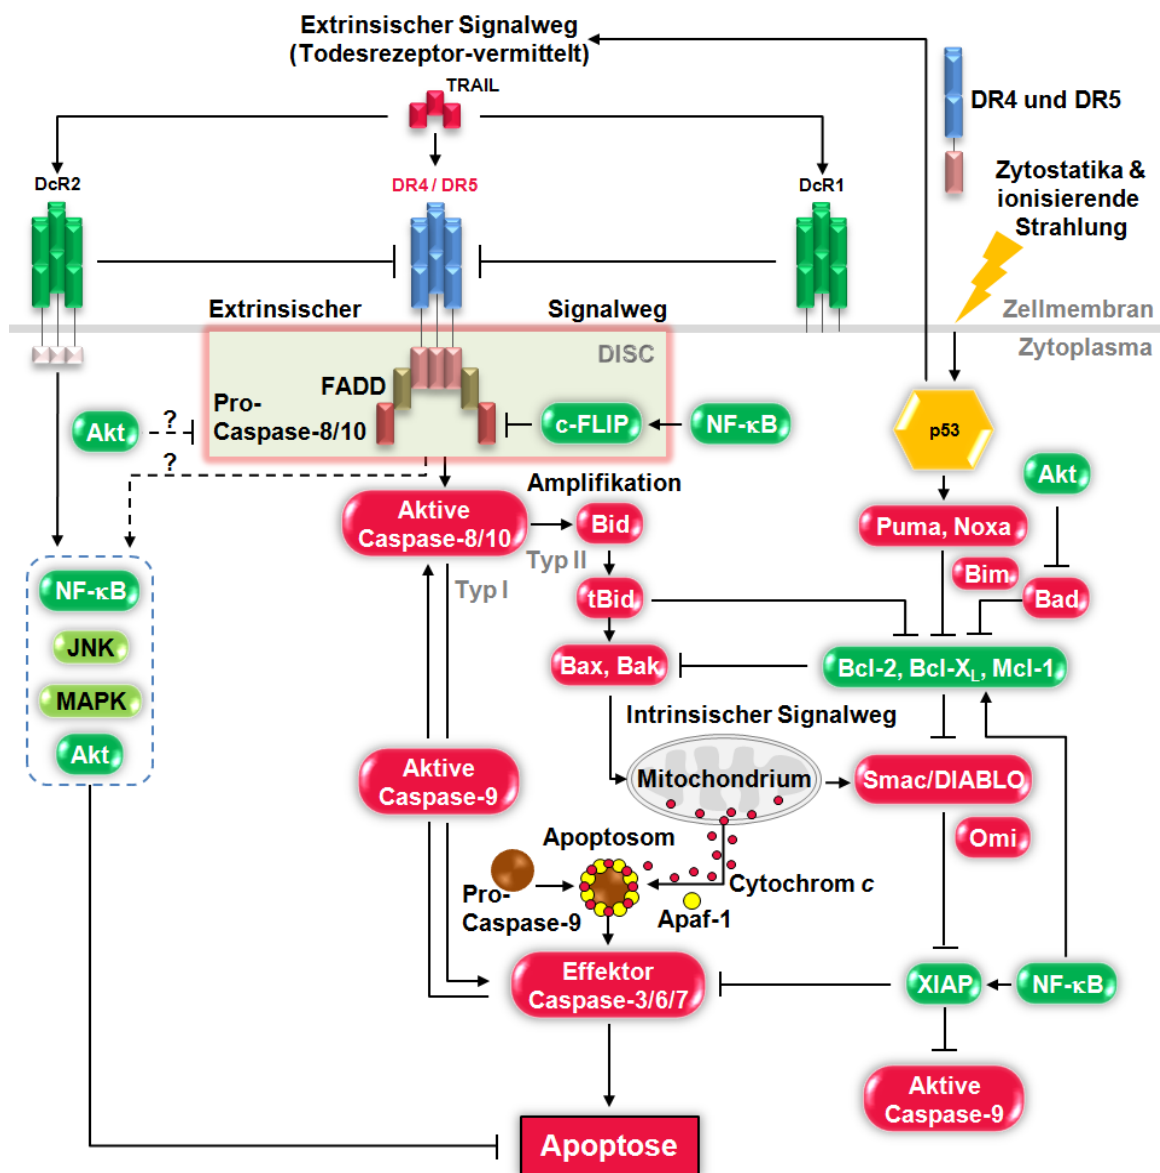 Extrinsischer Signalweg
(Todesrezeptor-vermittelt)
TRAIL
DR4 und DR5
DcR2
DR4 / DR5
DcR1
Zytostatika &
ionisierende
Strahlung
Extrinsischer
Signalweg
Zellmembran
Zytoplasma
DISC
FADD
Pro-
Caspase-8/10
Akt
?
?
c-FLIP
NF-κB
p53
Akt
Amplifikation
Aktive
Caspase-8/10
Bid
Typ II
Typ I
tBid
Puma, Noxa
Bim
Bad
NF-κB
JNK
MAPK
Akt
Bax, Bak
Bcl-2, Bcl-XL, Mcl-1
Intrinsischer Signalweg
Mitochondrium
Smac/DIABLO
Omi
Aktive
Caspase-9
Apoptosom
Pro-
Caspase-9
Cytochrom c
Apaf-1
Effektor
Caspase-3/6/7
XIAP
NF-κB
Aktive
Caspase-9
Apoptose